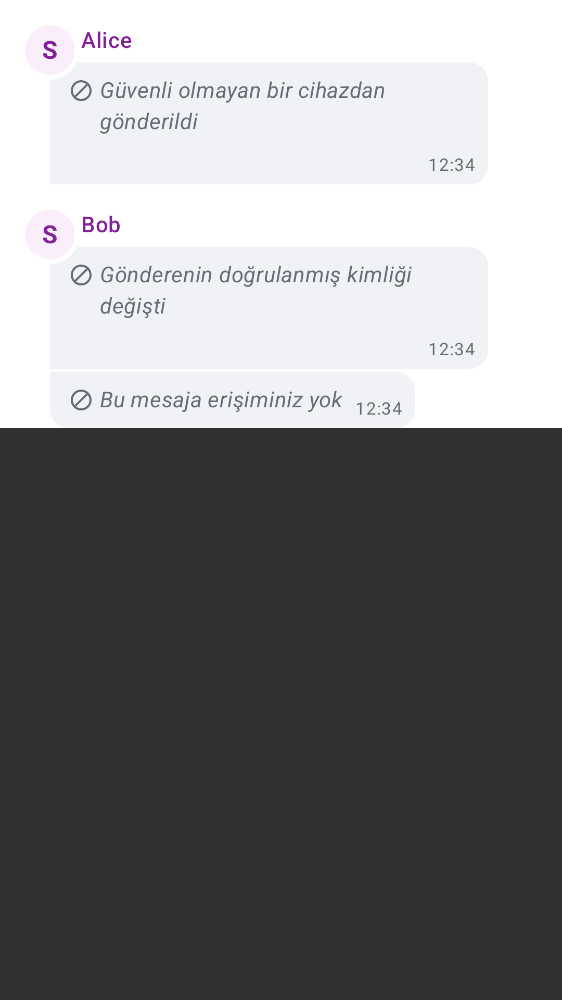 S Alice
Güvenli olmayan bir cihazdan
gönderildi
12:34
S Bob
Gönderenin doğrulanmış kimliği
değişti
12:34
Bu mesaja erişiminiz yok 12:34